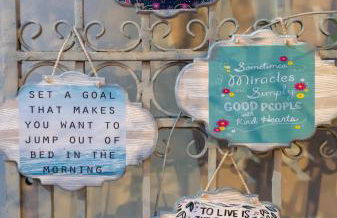 SET A GOAL
THAT MAKES
YOU WANT TO
JUMP OUT OF
BED IN THE
MORNING
Sometimes
Miracles
are Simply
GOOD PEOPLE
with
Kind Hearts
TO LIVE IS